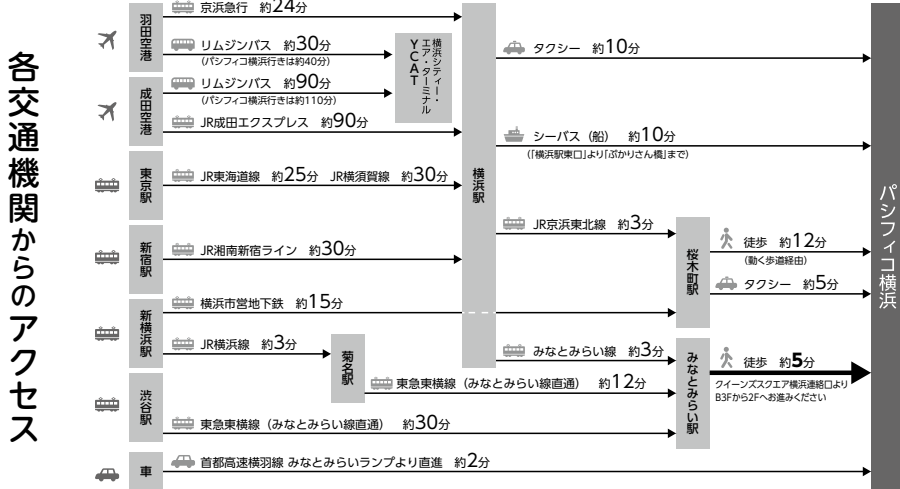 各交通機関からのアクセス
羽田空港
京浜急行 約24分
リムジンバス 約30分
(パシフィコ横浜行きは約40分)
成田空港
リムジンバス 約90分
(パシフィコ横浜行きは約110分)
JR成田エクスプレス 約90分
横浜シティー・
エア・ターミナル
YCAT
東京駅
JR東海道線 約25分 JR横須賀線 約30分
新宿駅
JR湘南新宿ライン 約30分
新横浜駅
横浜市営地下鉄 約15分
JR横浜線 約3分
菊名駅
東急東横線(みなとみらい線直通) 約12分
渋谷駅
東急東横線(みなとみらい線直通) 約30分
車
首都高速横羽線 みなとみらいランプより直進 約2分
横浜駅
タクシー 約10分
シーバス(船) 約10分
(「横浜駅東口」より「ぷかりさん橋」まで)
JR京浜東北線 約3分
桜木町駅
徒歩 約12分
(動く歩道経由)
タクシー 約5分
みなとみらい線 約3分
みなとみらい駅
徒歩 約5分
クイーンズスクエア横浜連絡口より
B3Fから2Fへお進みください
パシフィコ横浜